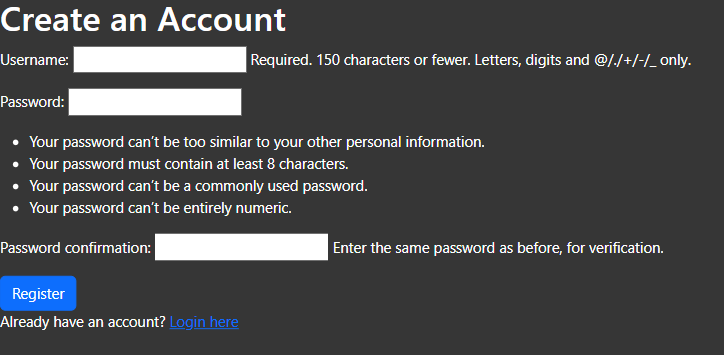 Create an Account
Username: Required. 150 characters or fewer. Letters, digits and @/./+/-/_ only.
Password:
Your password can’t be too similar to your other personal information.
Your password must contain at least 8 characters.
Your password can’t be a commonly used password.
Your password can’t be entirely numeric.
Password confirmation: Enter the same password as before, for verification.
Register
Already have an account? Login here